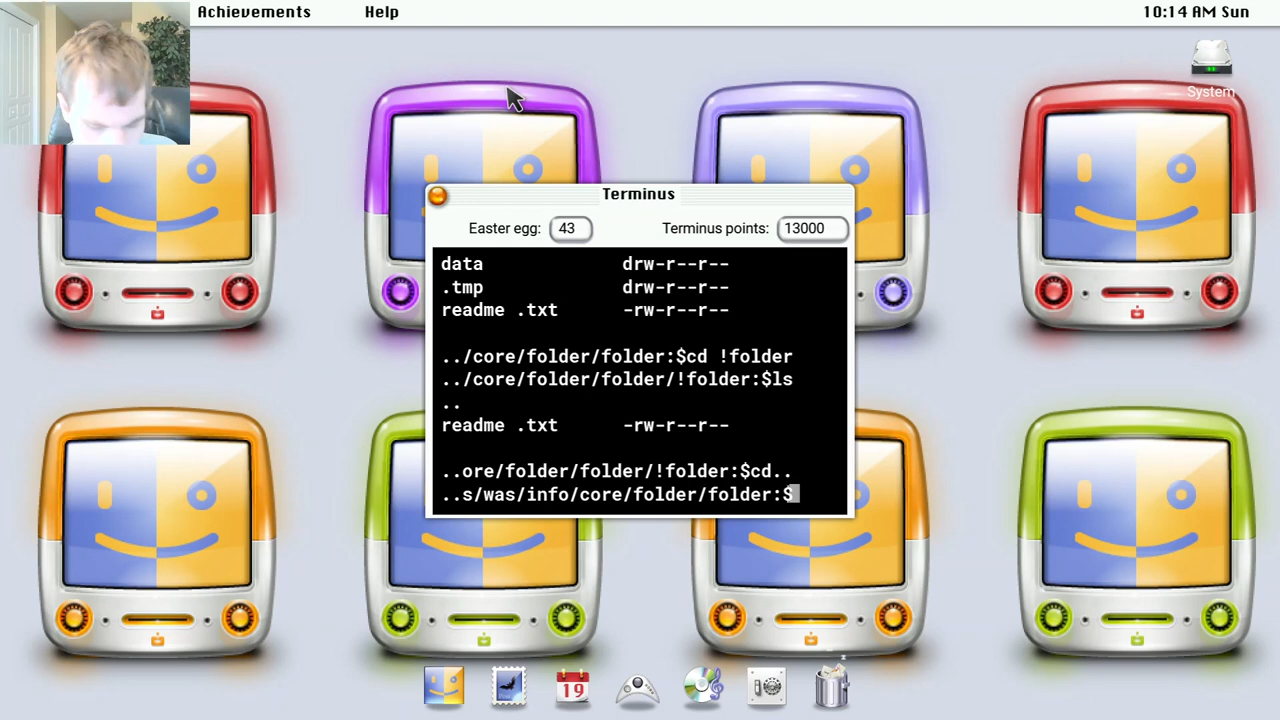 Achievements Help 10:14 AM Sun
System
Terminus
Easter egg: 43 Terminus points: 13000
data drw-r--r--
.tmp drw-r--r--
readme .txt -rw-r--r--
../core/folder/folder:$cd !folder
../core/folder/folder/!folder:$ls
..
readme .txt -rw-r--r--
..ore/folder/folder/!folder:$cd..
..s/was/info/core/folder/folder:$
19